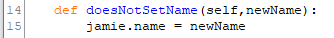 14 def doesNotSetName(self,newName):
15 jamie.name = newName